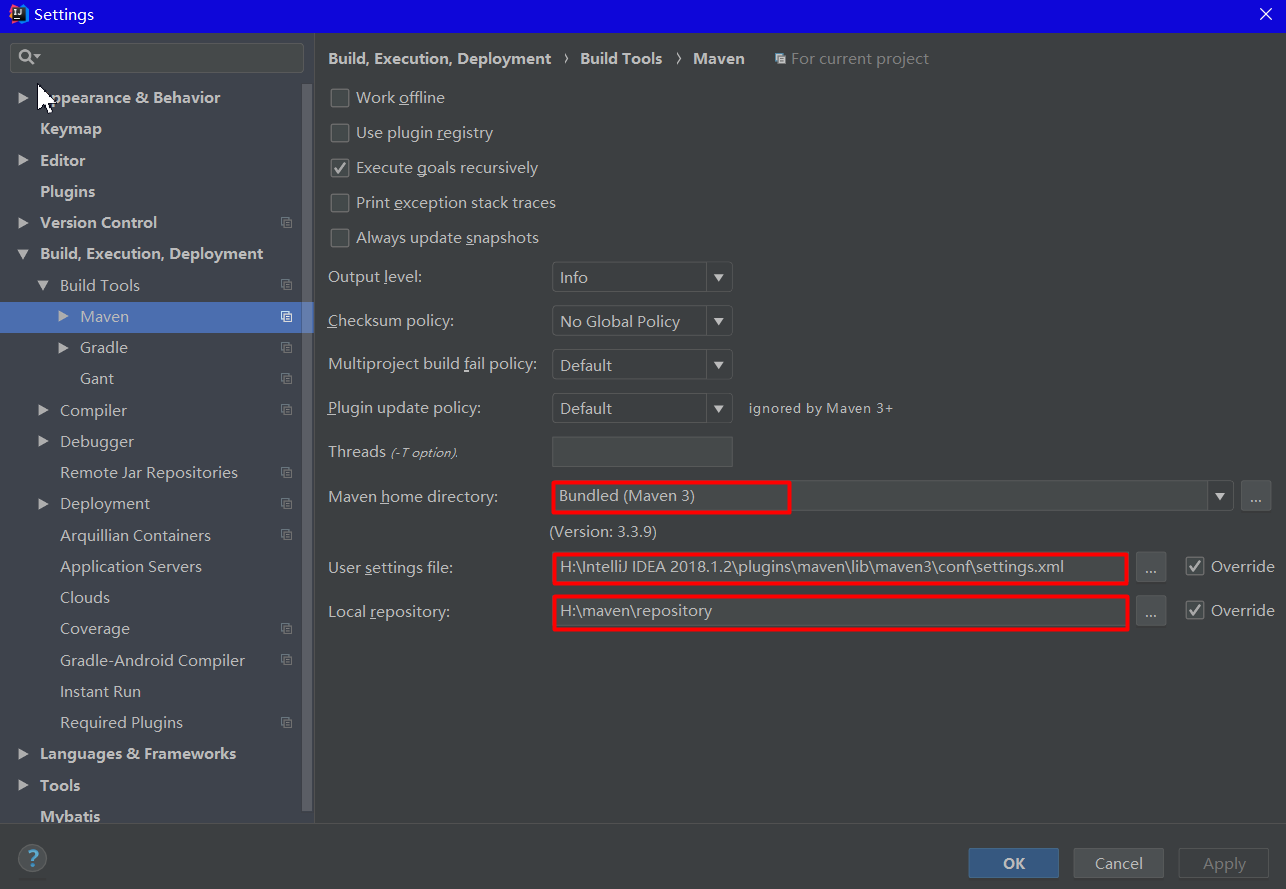 Settings
Appearance & Behavior
Keymap
Editor
Plugins
Version Control
Build, Execution, Deployment
Build Tools
Maven
Gradle
Gant
Compiler
Debugger
Remote Jar Repositories
Deployment
Arquillian Containers
Application Servers
Clouds
Coverage
Gradle-Android Compiler
Instant Run
Required Plugins
Languages & Frameworks
Tools
Mybatis
Build, Execution, Deployment › Build Tools › Maven For current project
Work offline
Use plugin registry
Execute goals recursively
Print exception stack traces
Always update snapshots
Output level: Info
Checksum policy: No Global Policy
Multiproject build fail policy: Default
Plugin update policy: Default ignored by Maven 3+
Threads (-T option).
Maven home directory: Bundled (Maven 3) ...
(Version: 3.3.9)
User settings file: H:\IntelliJ IDEA 2018.1.2\plugins\maven\lib\maven3\conf\settings.xml ... Override
Local repository: H:\maven\repository ... Override
? OK Cancel Apply